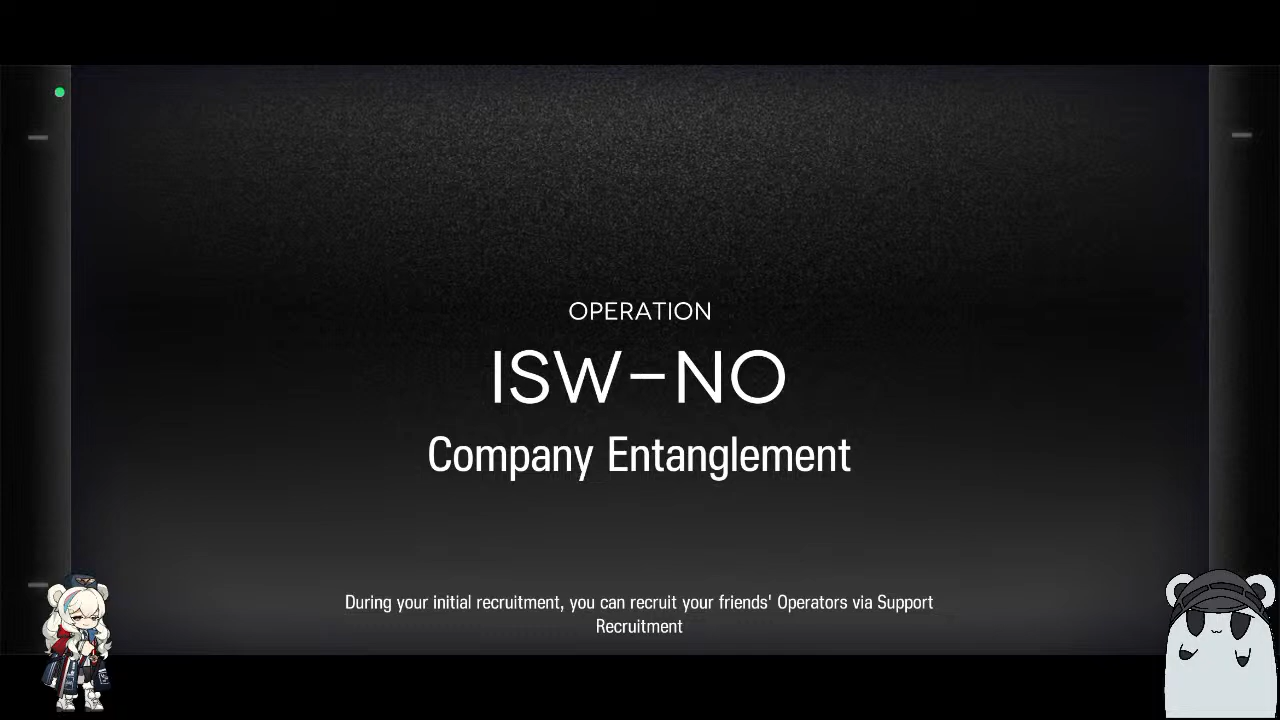 OPERATION
ISW-NO
Company Entanglement
During your initial recruitment, you can recruit your friends' Operators via Support
Recruitment